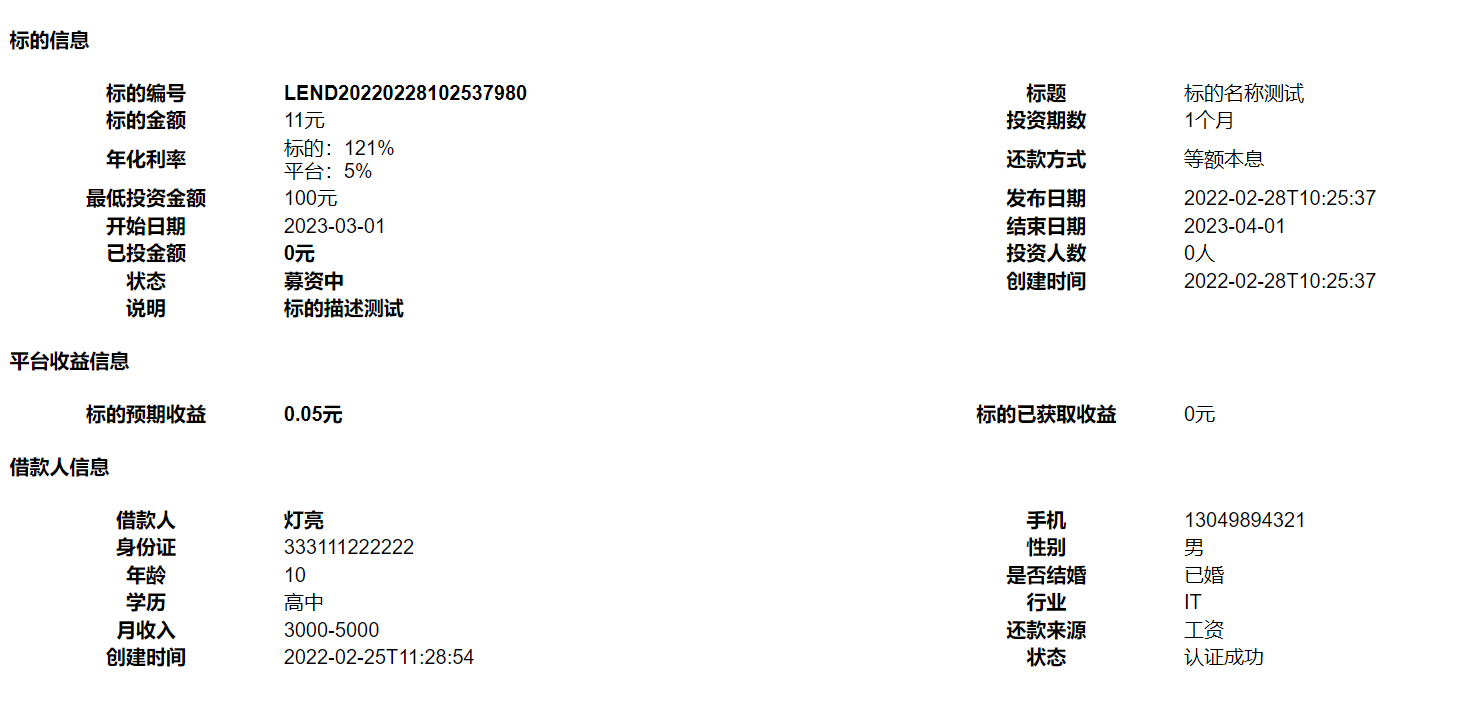 标的信息
标的编号 LEND20220228102537980 标题 标的名称测试
标的金额 11元 投资期数 1个月
年化利率 标的：121% 还款方式 等额本息
平台：5%
最低投资金额 100元 发布日期 2022-02-28T10:25:37
开始日期 2023-03-01 结束日期 2023-04-01
已投金额 0元 投资人数 0人
状态 募资中 创建时间 2022-02-28T10:25:37
说明 标的描述测试
平台收益信息
标的预期收益 0.05元 标的已获取收益 0元
借款人信息
借款人 灯亮 手机 13049894321
身份证 333111222222 性别 男
年龄 10 是否结婚 已婚
学历 高中 行业 IT
月收入 3000-5000 还款来源 工资
创建时间 2022-02-25T11:28:54 状态 认证成功